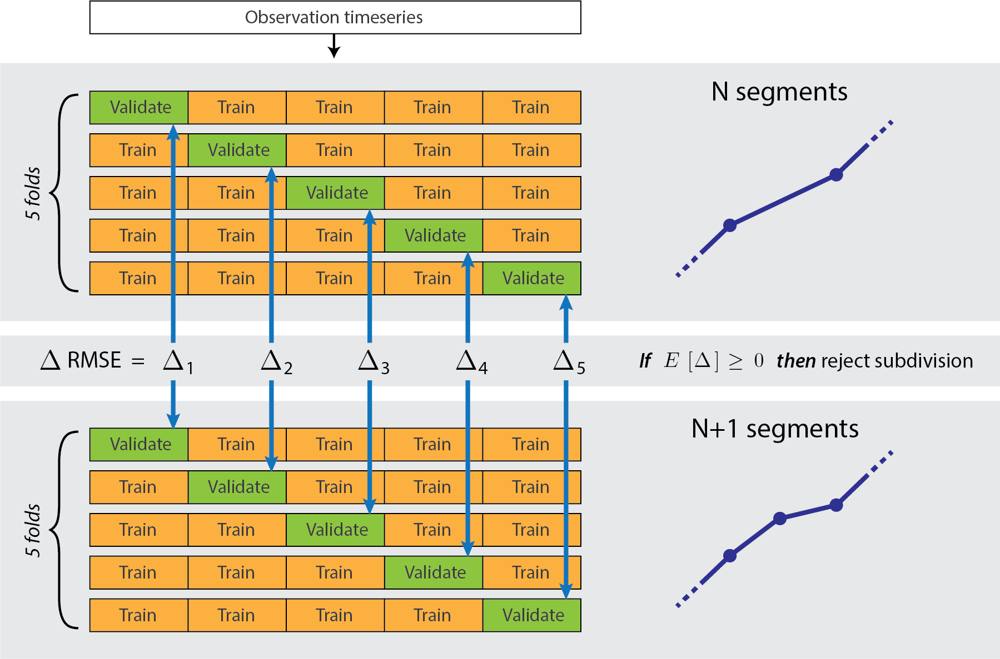 Observation timeseries
N segments
5 folds
Validate Train Train Train Train
Train Validate Train Train Train
Train Train Validate Train Train
Train Train Train Validate Train
Train Train Train Train Validate
Δ RMSE = Δ1 Δ2 Δ3 Δ4 Δ5 If E [Δ] ≥ 0 then reject subdivision
N+1 segments
5 folds
Validate Train Train Train Train
Train Validate Train Train Train
Train Train Validate Train Train
Train Train Train Validate Train
Train Train Train Train Validate